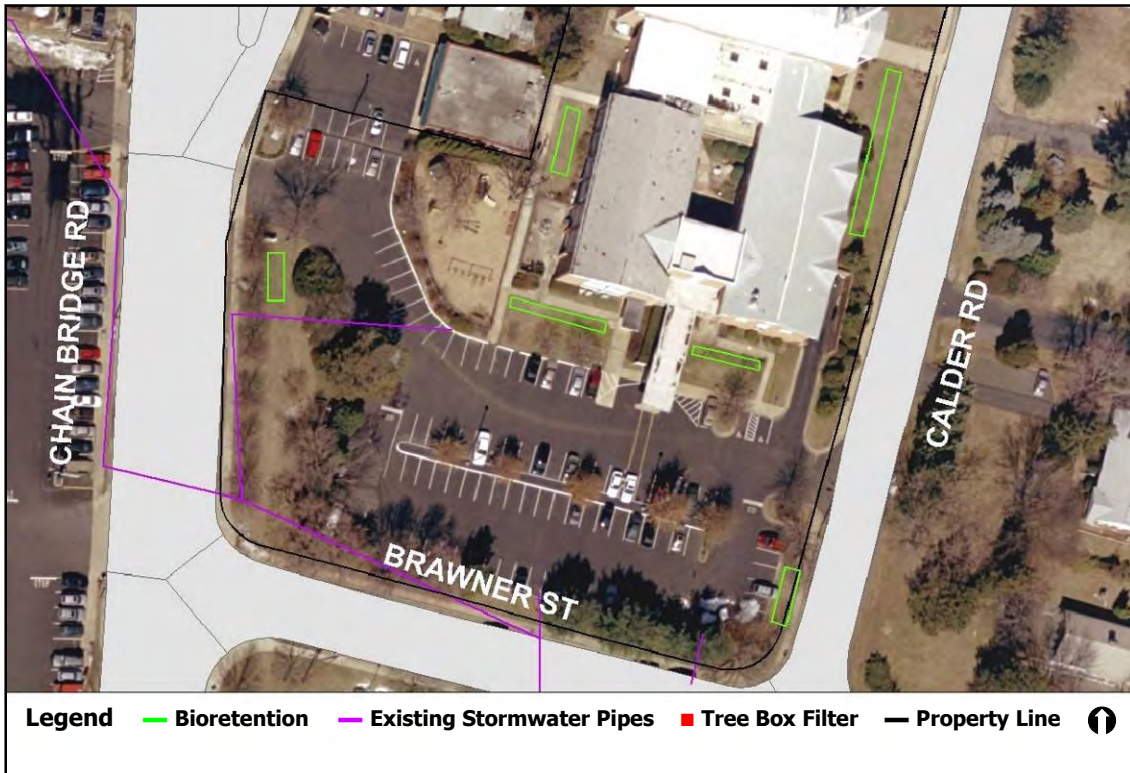 CHAIN BRIDGE RD
CALDER RD
BRAWNER ST
Legend Bioretention Existing Stormwater Pipes Tree Box Filter Property Line